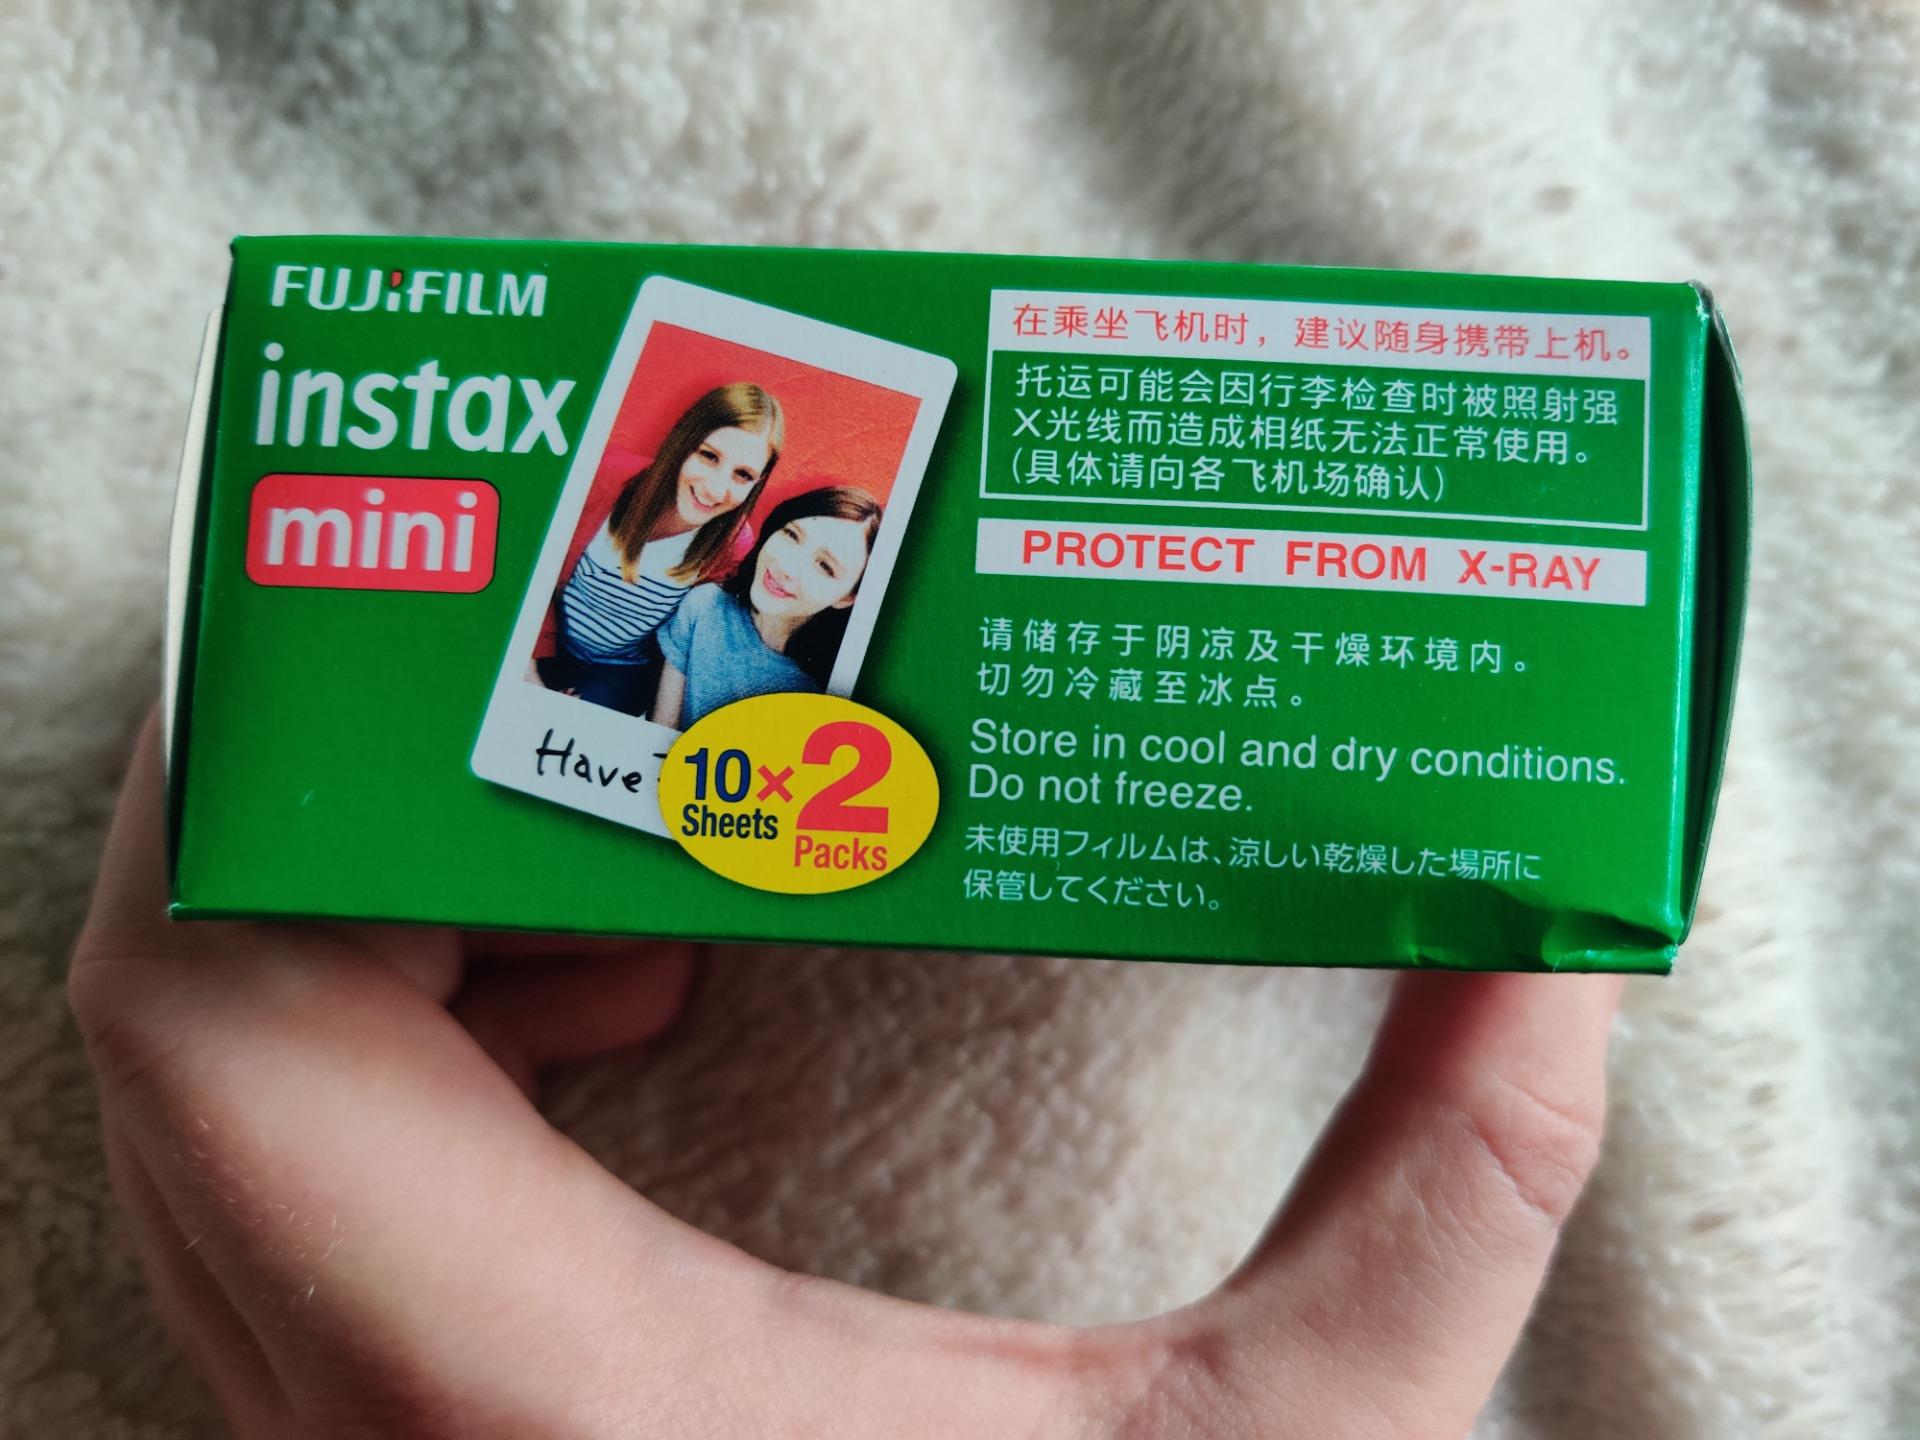 FUJIFILM
instax
mini
Have
10×2
Sheets
Packs
在乘坐飞机时，建议随身携带上机。
托运可能会因行李检查时被照射强
X光线而造成相纸无法正常使用。
(具体请向各飞机场确认)
PROTECT FROM X-RAY
请储存于阴凉及干燥环境内。
切勿冷藏至冰点。
Store in cool and dry conditions.
Do not freeze.
未使用フィルムは、涼しい乾燥した場所に
保管してください。